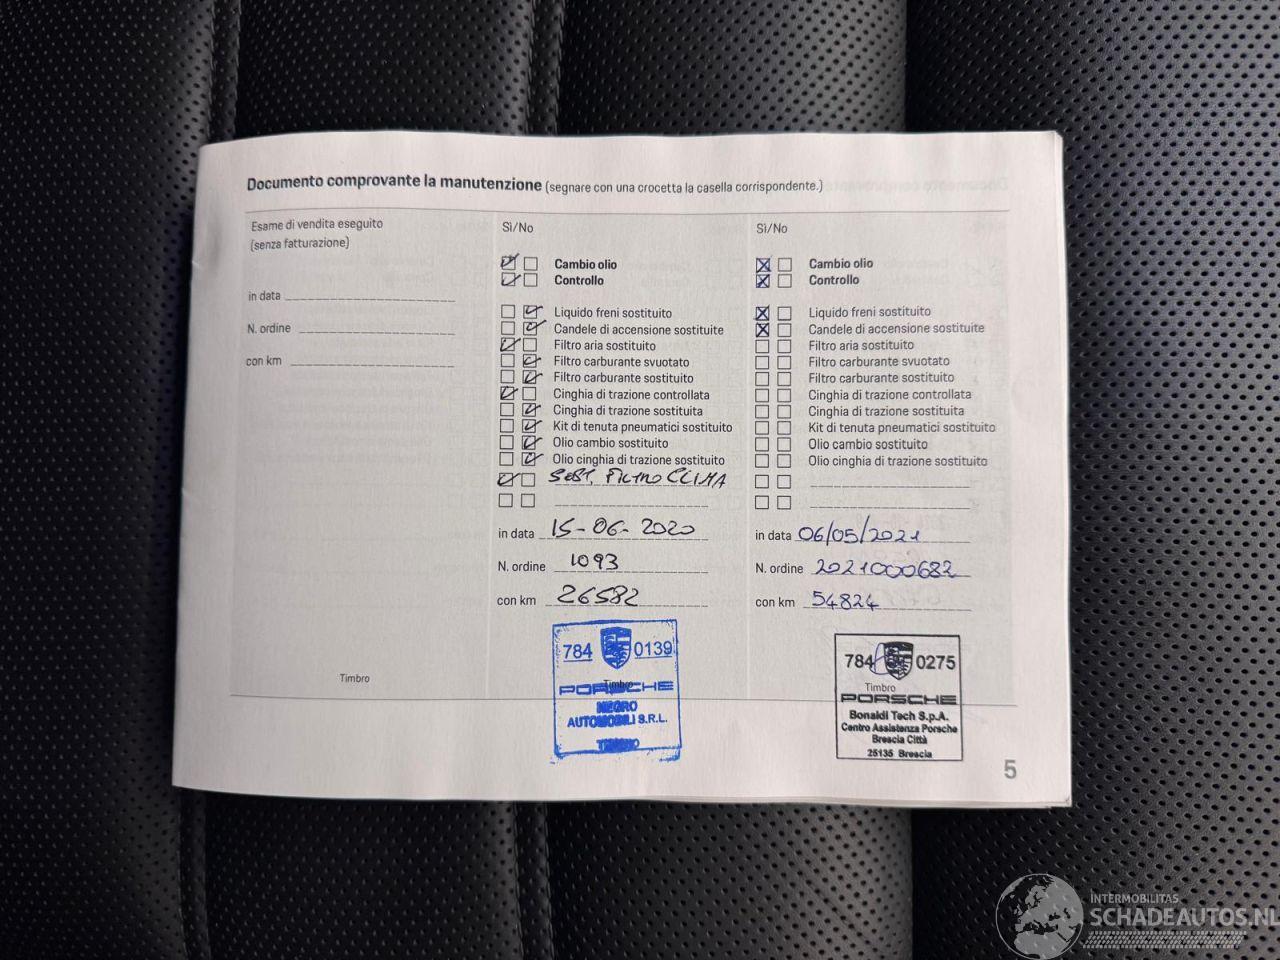 Documento comprovante la manutenzione (segnare con una crocetta la casella corrispondente.)
Esame di vendita eseguito
(senza fatturazione)
in data
N. ordine
con km
Timbro
Sì/No
Cambio olio
Controllo
Liquido freni sostituito
Candele di accensione sostituite
Filtro aria sostituito
Filtro carburante svuotato
Filtro carburante sostituito
Cinghia di trazione controllata
Cinghia di trazione sostituita
Kit di tenuta pneumatici sostituito
Olio cambio sostituito
Olio cinghia di trazione sostituito
SOST. FILTRO CLIMA
in data 15-06-2020
N. ordine 1093
con km 26582
784 0139
Timbro
PORSCHE
NEGRO
AUTOMOBILI S.R.L.
Sì/No
Cambio olio
Controllo
Liquido freni sostituito
Candele di accensione sostituite
Filtro aria sostituito
Filtro carburante svuotato
Filtro carburante sostituito
Cinghia di trazione controllata
Cinghia di trazione sostituita
Kit di tenuta pneumatici sostituito
Olio cambio sostituito
Olio cinghia di trazione sostituito
in data 06/05/2021
N. ordine 2021000682
con km 54824
784 0275
Timbro
PORSCHE
Bonaldi Tech S.p.A.
Centro Assistenza Porsche
Brescia Città
25135 Brescia
5
INTERMOBILITAS
SCHADEAUTOS.NL